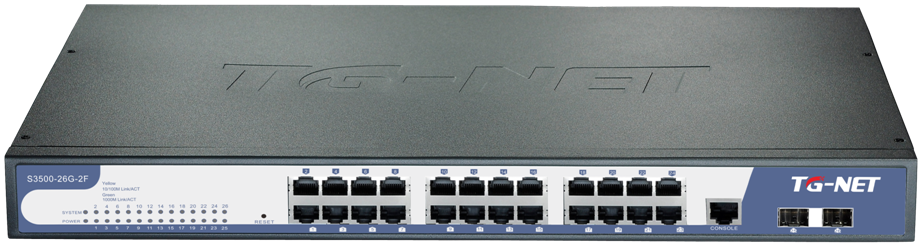 TG-NET
S3500-26G-2F
Yellow
10/100M Link/ACT
Green
1000M Link/ACT
2 4 6 8 10 12 14 16 18 20 22 24 26
SYSTEM
POWER
1 3 5 7 9 11 13 15 17 19 21 23 25
RESET
CONSOLE
TG-NET